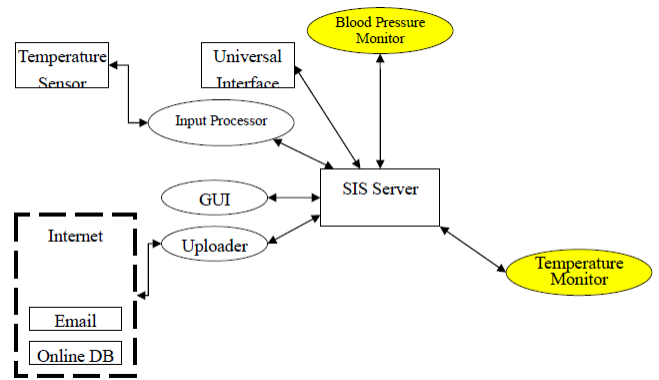 Blood Pressure
Monitor
Temperature
Sensor
Universal
Interface
Input Processor
SIS Server
GUI
Internet
Uploader
Temperature
Monitor
Email
Online DB